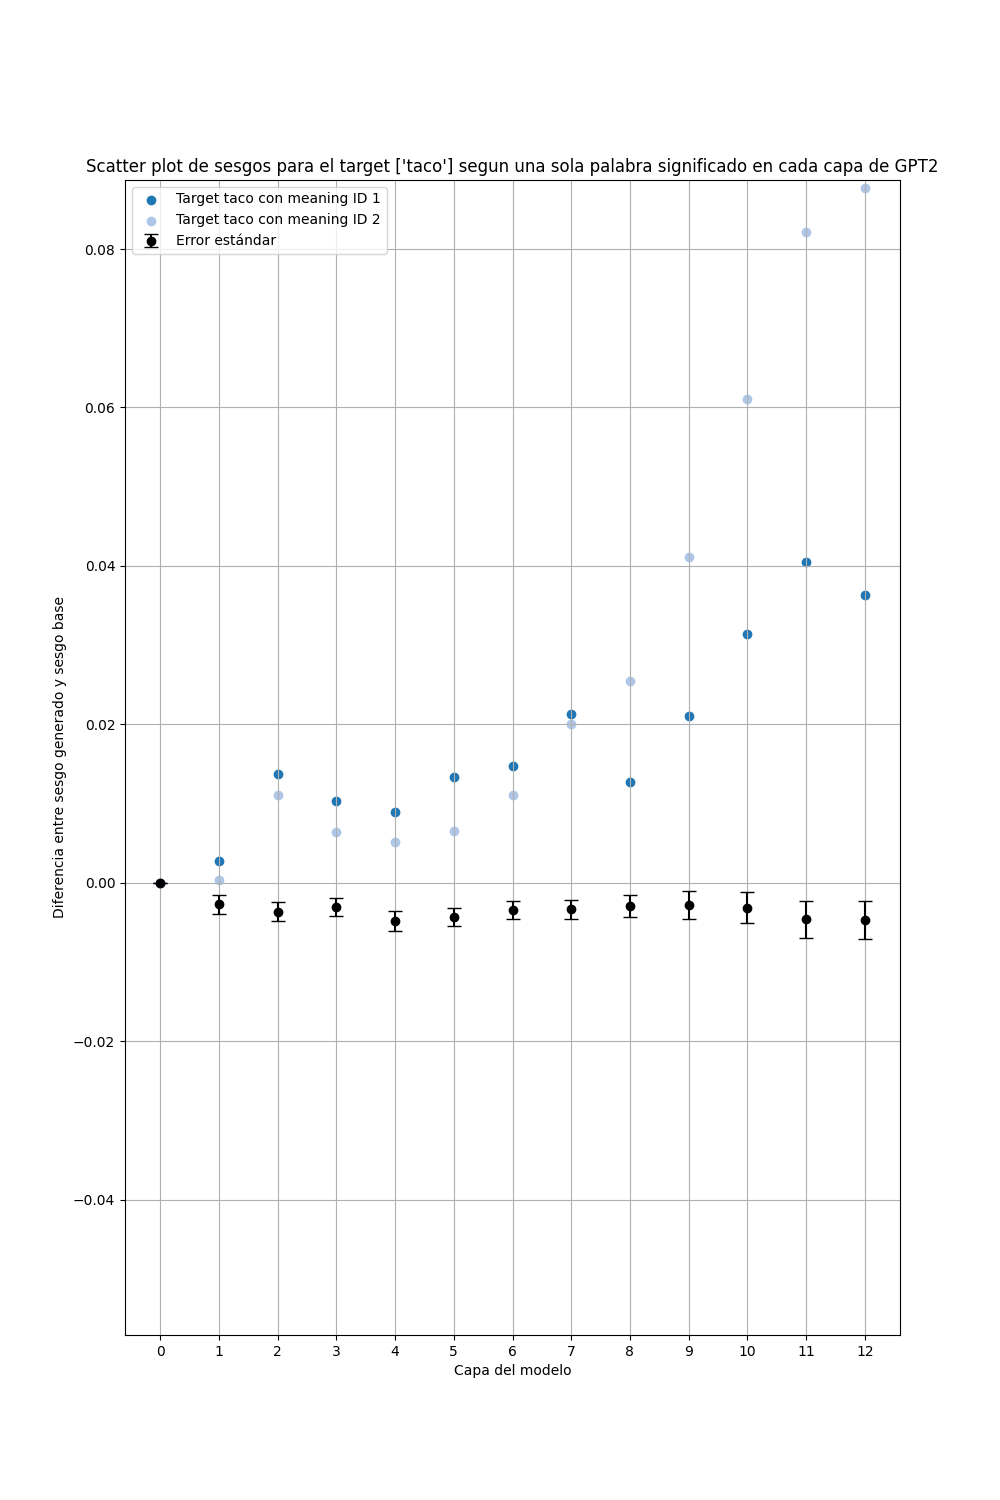 Scatter plot de sesgos para el target ['taco'] segun una sola palabra significado en cada capa de GPT2
Target taco con meaning ID 1
Target taco con meaning ID 2
Error estándar
0.08
0.06
0.04
0.02
0.00
−0.02
−0.04
Diferencia entre sesgo generado y sesgo base
0 1 2 3 4 5 6 7 8 9 10 11 12
Capa del modelo